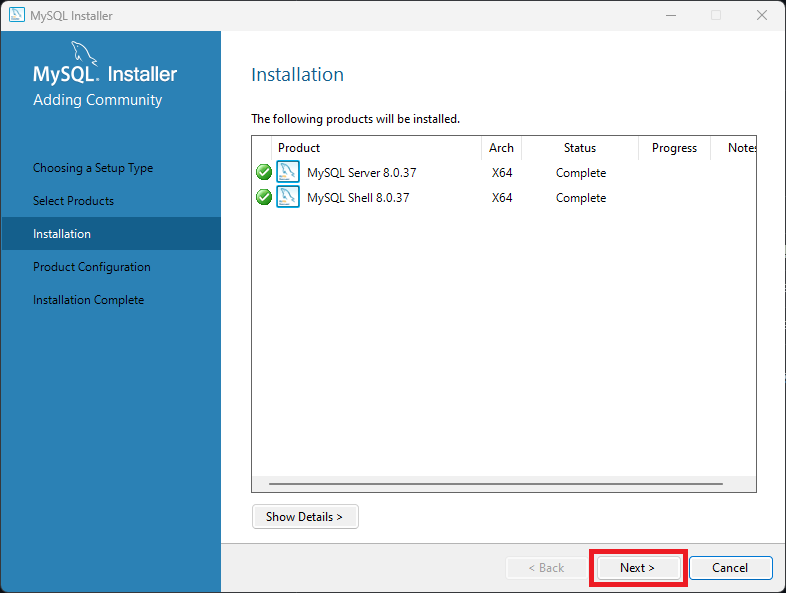 MySQL Installer
MySQL. Installer
Adding Community
Choosing a Setup Type
Select Products
Installation
Product Configuration
Installation Complete
Installation
The following products will be installed.
Product Arch Status Progress Notes
MySQL Server 8.0.37 X64 Complete
MySQL Shell 8.0.37 X64 Complete
Show Details >
< Back Next > Cancel